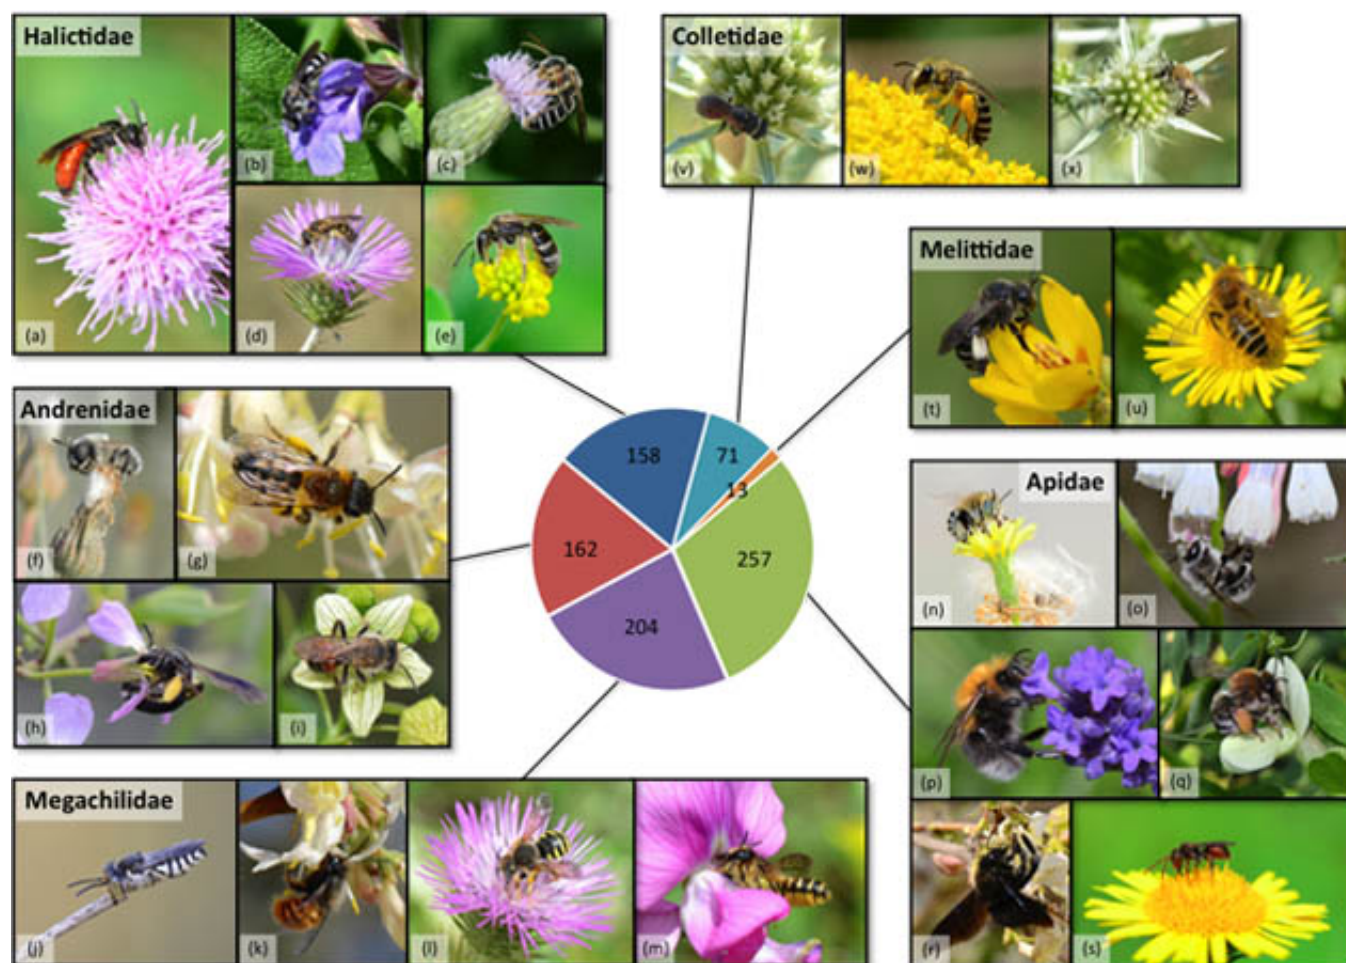 Halictidae
(a)
(b)
(c)
(d)
(e)
Colletidae
(v)
(w)
(x)
Melittidae
(t)
(u)
Andrenidae
(f)
(g)
(h)
(i)
158
71
13
162
257
204
Apidae
(n)
(o)
(p)
(q)
(r)
(s)
Megachilidae
(j)
(k)
(l)
(m)